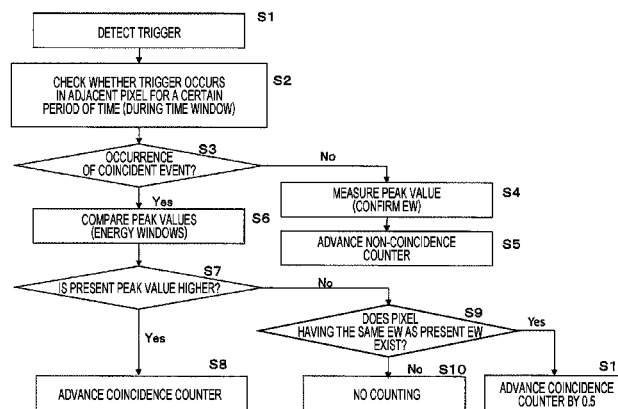 S1
DETECT TRIGGER
S2
CHECK WHETHER TRIGGER OCCURS
IN ADJACENT PIXEL FOR A CERTAIN
PERIOD OF TIME (DURING TIME WINDOW)
S3
OCCURRENCE
OF COINCIDENT EVENT?
No
Yes
S4
MEASURE PEAK VALUE
(CONFIRM EW)
S5
ADVANCE NON-COINCIDENCE
COUNTER
S6
COMPARE PEAK VALUES
(ENERGY WINDOWS)
S7
IS PRESENT PEAK VALUE HIGHER?
No
Yes
S9
DOES PIXEL
HAVING THE SAME EW AS PRESENT EW
EXIST?
Yes
No
S8
ADVANCE COINCIDENCE COUNTER
S10
NO COUNTING
S1
ADVANCE COINCIDENCE
COUNTER BY 0.5